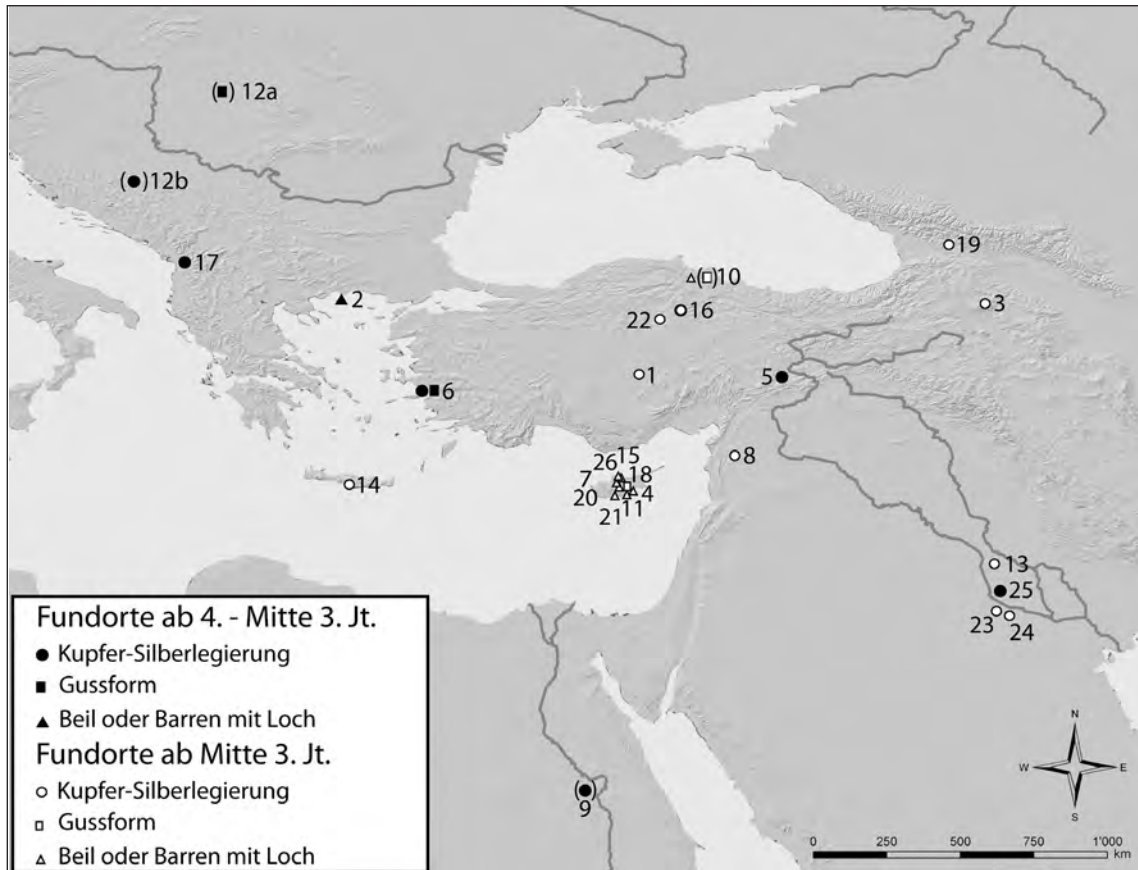 (■) 12a
(●)12b
17
2
6
14
19
3
(□)10
16
22
1
5
8
26 15
7 18
20 4
21 11
13
25
23
24
(●)
9
Fundorte ab 4. - Mitte 3. Jt.
Kupfer-Silberlegierung
Gussform
Beil oder Barren mit Loch
Fundorte ab Mitte 3. Jt.
Kupfer-Silberlegierung
Gussform
Beil oder Barren mit Loch
N
W E
S
0 250 500 750 1'000
km